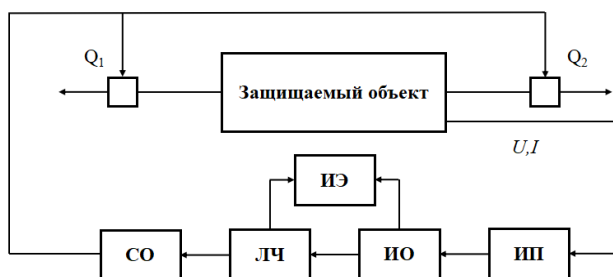 Q1 Q2
Защищаемый объект
U,I
ИЭ
СО ЛЧ ИО ИП